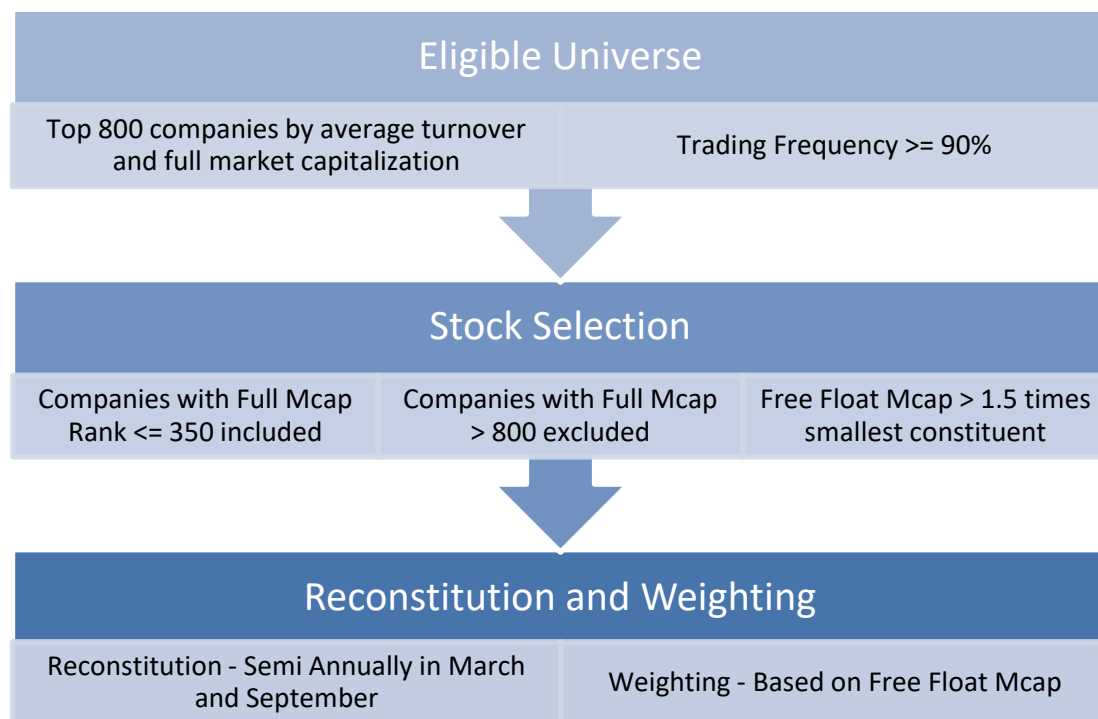 Eligible Universe
Top 800 companies by average turnover
and full market capitalization
Trading Frequency >= 90%
Stock Selection
Companies with Full Mcap
Rank <= 350 included
Companies with Full Mcap
> 800 excluded
Free Float Mcap > 1.5 times
smallest constituent
Reconstitution and Weighting
Reconstitution - Semi Annually in March
and September
Weighting - Based on Free Float Mcap